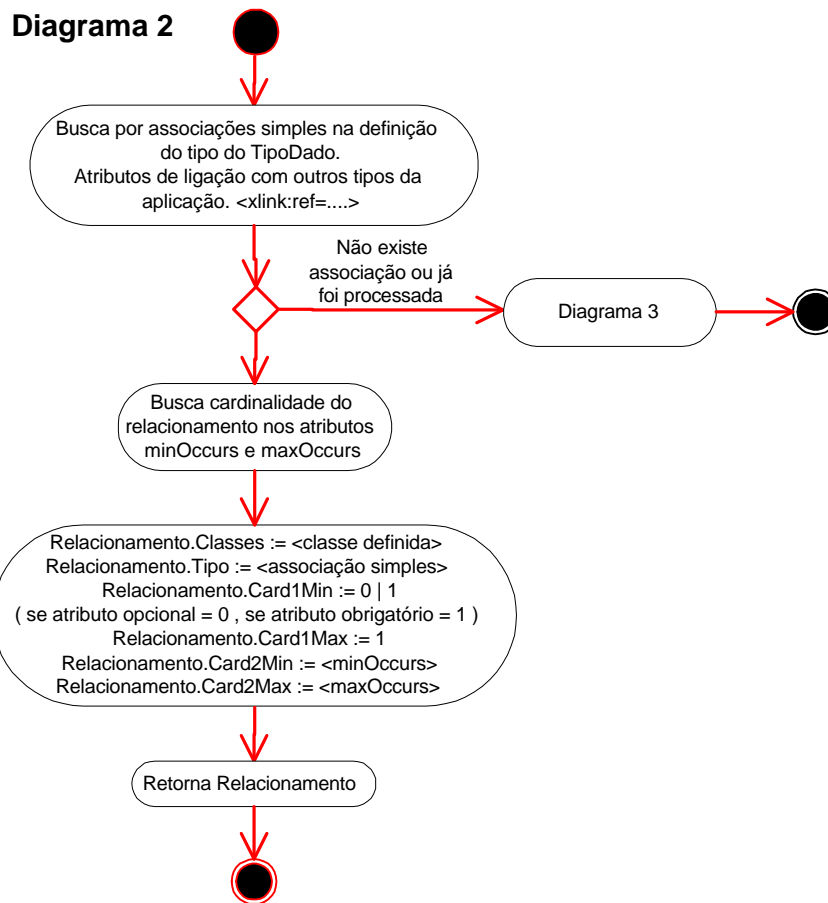 Diagrama 2
Busca por associações simples na definição
do tipo do TipoDado.
Atributos de ligação com outros tipos da
aplicação. <xlink:ref=....>
Não existe
associação ou já
foi processada
Diagrama 3
Busca cardinalidade do
relacionamento nos atributos
minOccurs e maxOccurs
Relacionamento.Classes := <classe definida>
Relacionamento.Tipo := <associação simples>
Relacionamento.Card1Min := 0 | 1
( se atributo opcional = 0 , se atributo obrigatório = 1 )
Relacionamento.Card1Max := 1
Relacionamento.Card2Min := <minOccurs>
Relacionamento.Card2Max := <maxOccurs>
Retorna Relacionamento